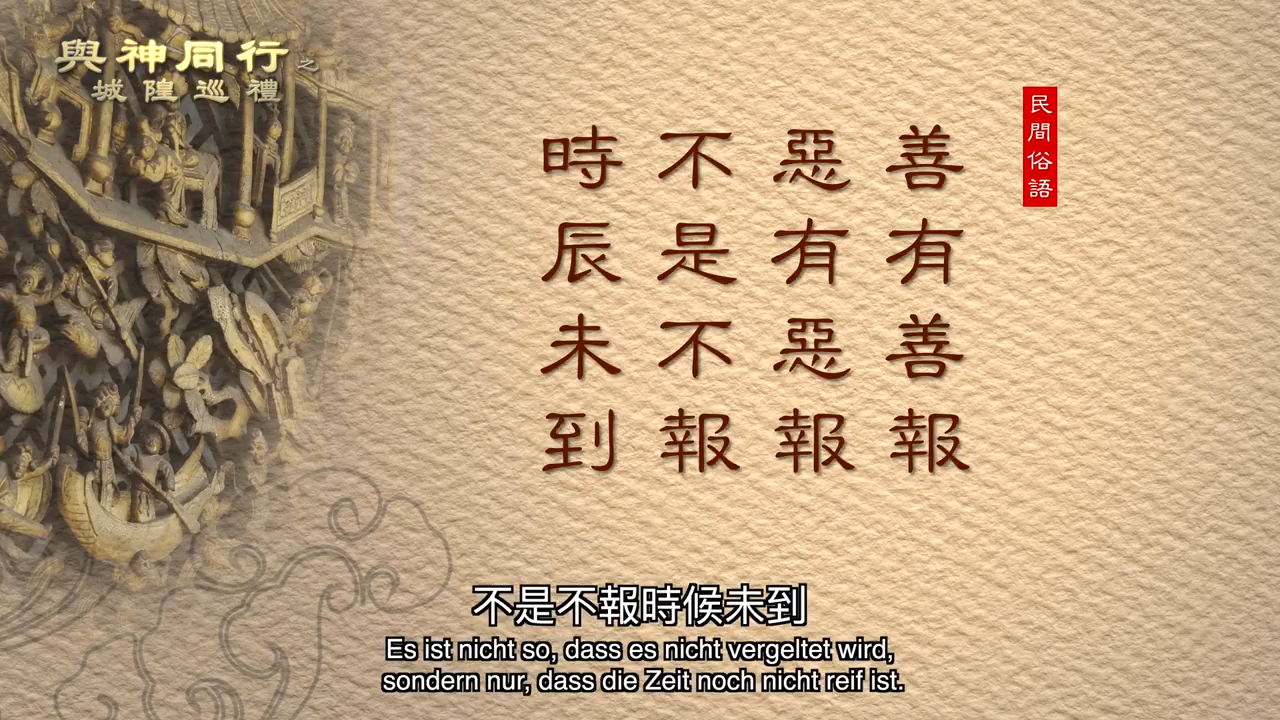 與神同行之
城隍巡禮
民間俗語
善有善報
惡有惡報
不是不報
時辰未到
不是不報時候未到
Es ist nicht so, dass es nicht vergeltet wird,
sondern nur, dass die Zeit noch nicht reif ist.